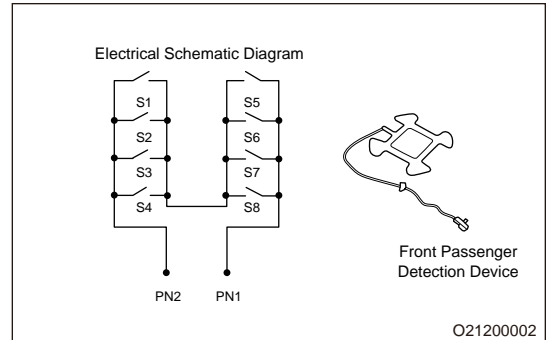 Electrical Schematic Diagram
S1
S5
S2
S6
S3
S7
S4
S8
PN2
PN1
Front Passenger
Detection Device
O21200002